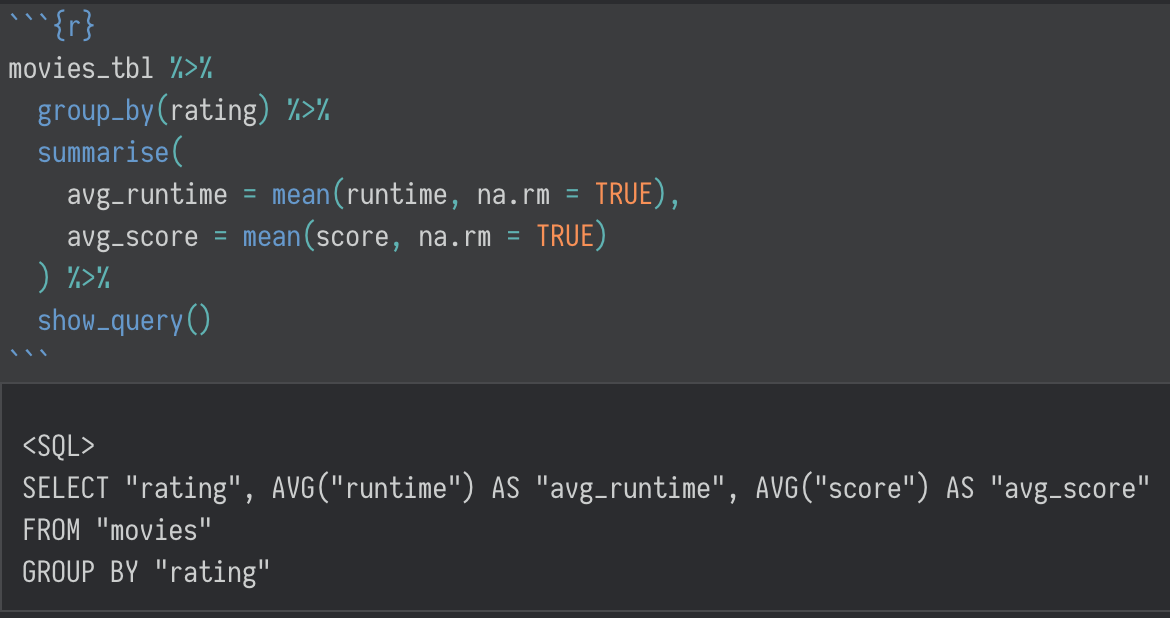 ```{r}
movies_tbl %>%
  group_by(rating) %>%
  summarise(
    avg_runtime = mean(runtime, na.rm = TRUE),
    avg_score = mean(score, na.rm = TRUE)
  ) %>%
  show_query()
```
<SQL>
SELECT "rating", AVG("runtime") AS "avg_runtime", AVG("score") AS "avg_score"
FROM "movies"
GROUP BY "rating"